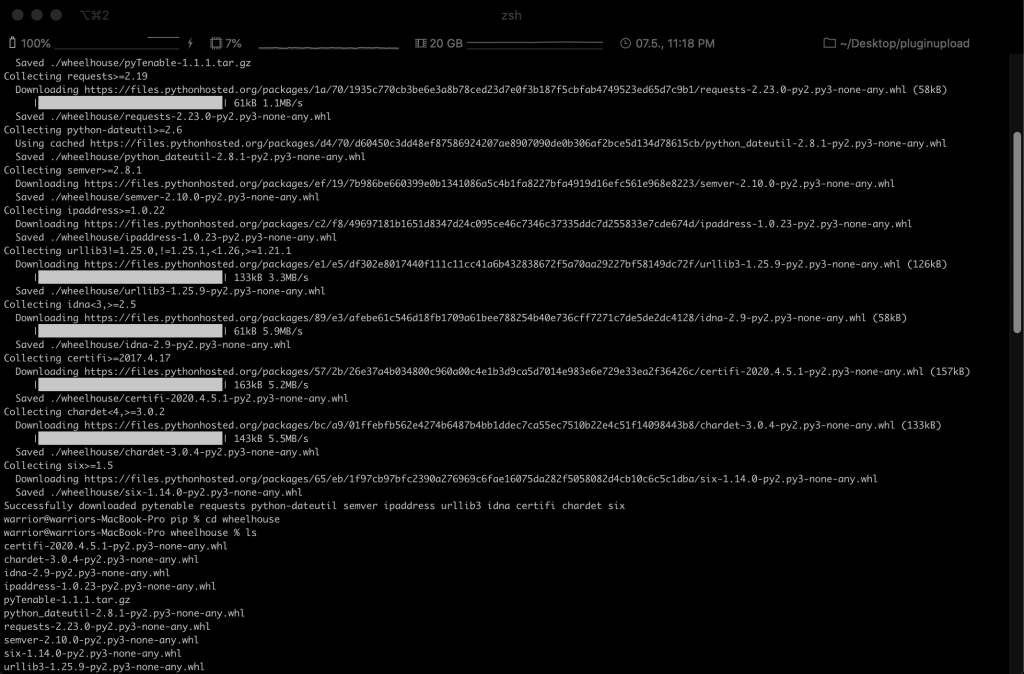 ⌥⌘2
zsh
100%
7%
20 GB
07.5., 11:18 PM
~/Desktop/pluginupload
Saved ./wheelhouse/pyTenable-1.1.1.tar.gz
Collecting requests>=2.19
Downloading https://files.pythonhosted.org/packages/1a/70/1935c770cb3be6e3a8b78ced23d7e0f3b187f5cbfab4749523ed65d7c9b1/requests-2.23.0-py2.py3-none-any.whl (58kB)
| | 61kB 1.1MB/s
Saved ./wheelhouse/requests-2.23.0-py2.py3-none-any.whl
Collecting python-dateutil>=2.6
Using cached https://files.pythonhosted.org/packages/d4/70/d60450c3dd48ef87586924207ae8907090de0b306af2bce5d134d78615cb/python_dateutil-2.8.1-py2.py3-none-any.whl
Saved ./wheelhouse/python_dateutil-2.8.1-py2.py3-none-any.whl
Collecting semver>=2.8.1
Downloading https://files.pythonhosted.org/packages/ef/19/7b986be660399e0b1341086a5c4b1fa8227bfa4919d16efc561e968e8223/semver-2.10.0-py2.py3-none-any.whl
Saved ./wheelhouse/semver-2.10.0-py2.py3-none-any.whl
Collecting ipaddress>=1.0.22
Downloading https://files.pythonhosted.org/packages/c2/f8/49697181b1651d8347d24c095ce46c7346c37335ddc7d255833e7cde674d/ipaddress-1.0.23-py2.py3-none-any.whl
Saved ./wheelhouse/ipaddress-1.0.23-py2.py3-none-any.whl
Collecting urllib3!=1.25.0,!=1.25.1,<1.26,>=1.21.1
Downloading https://files.pythonhosted.org/packages/e1/e5/df302e8017440f111c11cc41a6b432838672f5a70aa29227bf58149dc72f/urllib3-1.25.9-py2.py3-none-any.whl (126kB)
| | 133kB 3.3MB/s
Saved ./wheelhouse/urllib3-1.25.9-py2.py3-none-any.whl
Collecting idna<3,>=2.5
Downloading https://files.pythonhosted.org/packages/89/e3/afebe61c546d18fb1709a61bee788254b40e736cff7271c7de5de2dc4128/idna-2.9-py2.py3-none-any.whl (58kB)
| | 61kB 5.9MB/s
Saved ./wheelhouse/idna-2.9-py2.py3-none-any.whl
Collecting certifi>=2017.4.17
Downloading https://files.pythonhosted.org/packages/57/2b/26e37a4b034800c960a00c4e1b3d9ca5d7014e983e6e729e33ea2f36426c/certifi-2020.4.5.1-py2.py3-none-any.whl (157kB)
| | 163kB 5.2MB/s
Saved ./wheelhouse/certifi-2020.4.5.1-py2.py3-none-any.whl
Collecting chardet<4,>=3.0.2
Downloading https://files.pythonhosted.org/packages/bc/a9/01ffebfb562e4274b6487b4bb1ddec7ca55ec7510b22e4c51f14098443b8/chardet-3.0.4-py2.py3-none-any.whl (133kB)
| | 143kB 5.5MB/s
Saved ./wheelhouse/chardet-3.0.4-py2.py3-none-any.whl
Collecting six>=1.5
Downloading https://files.pythonhosted.org/packages/65/eb/1f97cb97bfc2390a276969c6fae16075da282f5058082d4cb10c6c5c1dba/six-1.14.0-py2.py3-none-any.whl
Saved ./wheelhouse/six-1.14.0-py2.py3-none-any.whl
Successfully downloaded pytenable requests python-dateutil semver ipaddress urllib3 idna certifi chardet six
warrior@warriors-MacBook-Pro pip % cd wheelhouse
warrior@warriors-MacBook-Pro wheelhouse % ls
certifi-2020.4.5.1-py2.py3-none-any.whl
chardet-3.0.4-py2.py3-none-any.whl
idna-2.9-py2.py3-none-any.whl
ipaddress-1.0.23-py2.py3-none-any.whl
pyTenable-1.1.1.tar.gz
python_dateutil-2.8.1-py2.py3-none-any.whl
requests-2.23.0-py2.py3-none-any.whl
semver-2.10.0-py2.py3-none-any.whl
six-1.14.0-py2.py3-none-any.whl
urllib3-1.25.9-py2.py3-none-any.whl